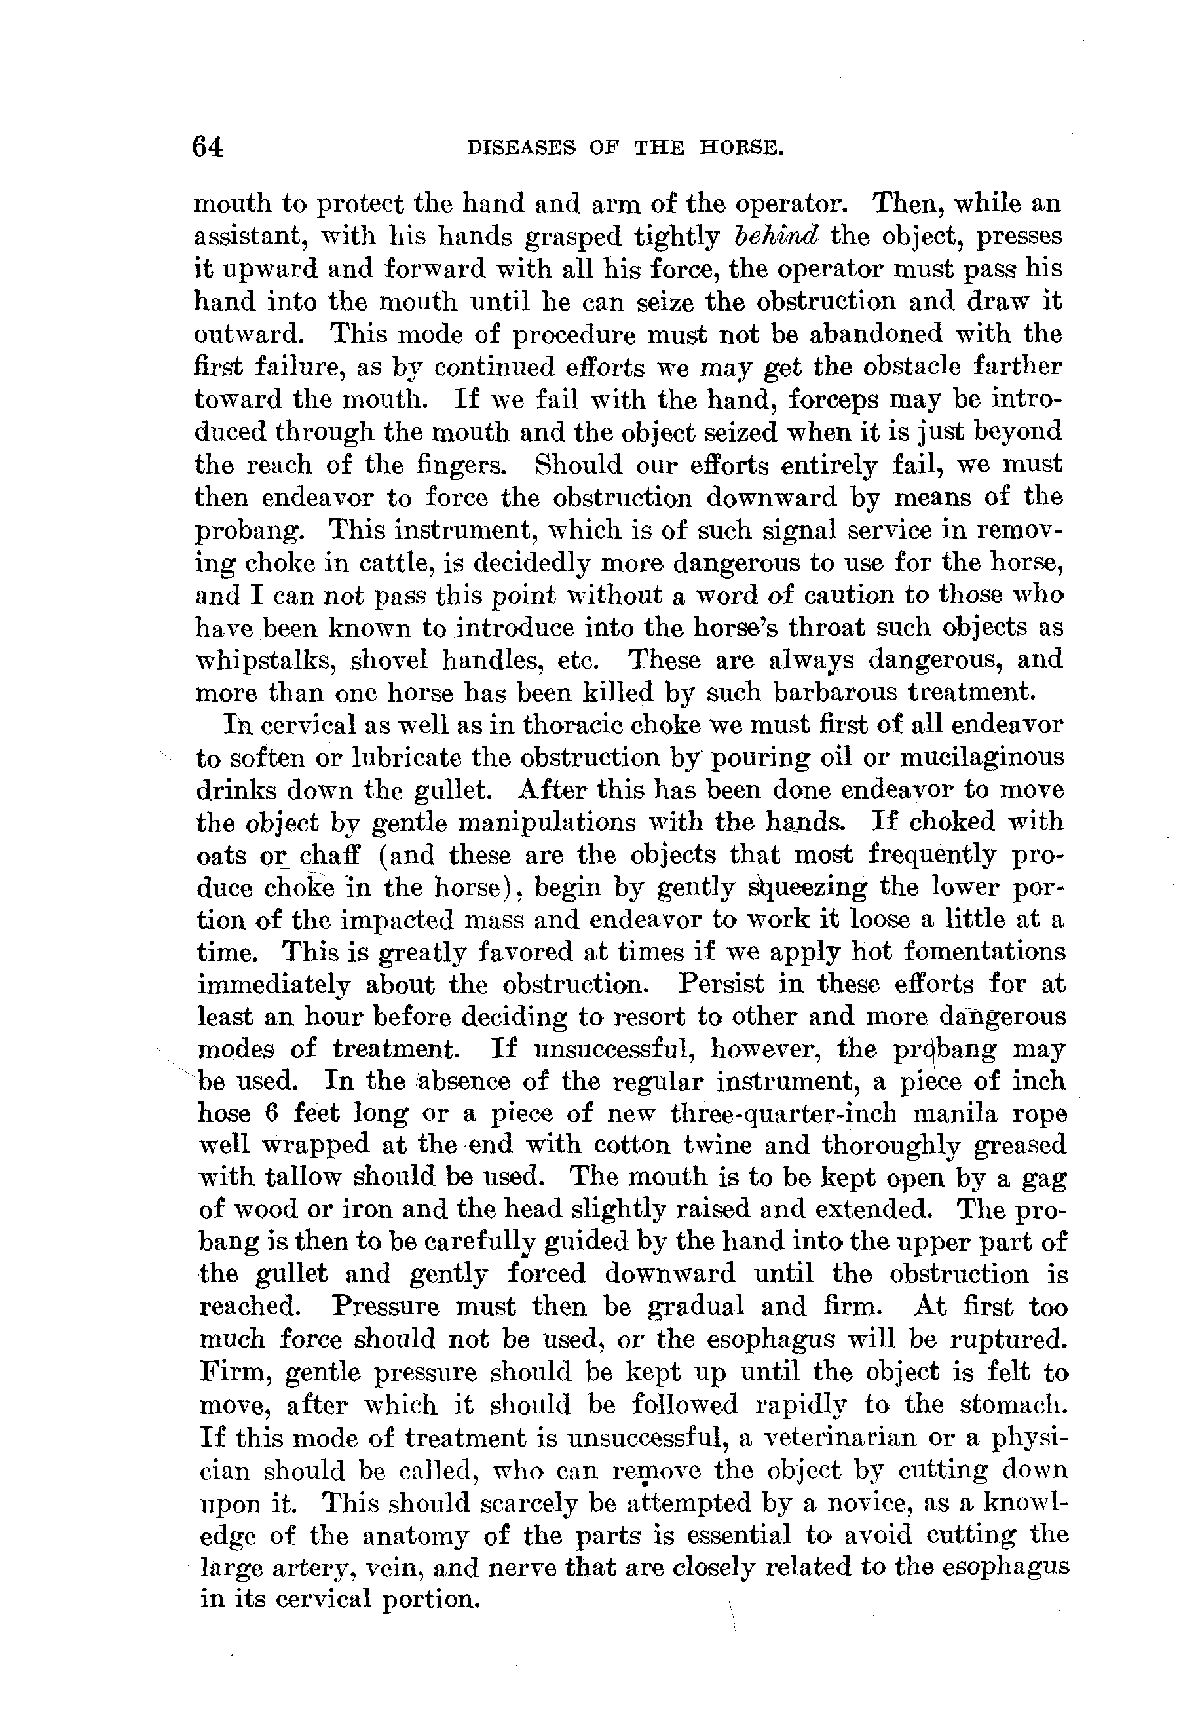 64 DISEASES OF THE HORSE.
mouth to protect the hand and arm of the operator. Then, while an
assistant, with his hands grasped tightly behind the object, presses
it upward and forward with all his force, the operator must pass his
hand into the mouth until he can seize the obstruction and draw it
outward. This mode of procedure must not be abandoned with the
first failure, as by continued efforts we may get the obstacle farther
toward the mouth. If we fail with the hand, forceps may be intro-
duced through the mouth and the object seized when it is just beyond
the reach of the fingers. Should our efforts entirely fail, we must
then endeavor to force the obstruction downward by means of the
probang. This instrument, which is of such signal service in remov-
ing choke in cattle, is decidedly more dangerous to use for the horse,
and I can not pass this point without a word of caution to those who
have been known to introduce into the horse's throat such objects as
whipstalks, shovel handles, etc. These are always dangerous, and
more than one horse has been killed by such barbarous treatment.
In cervical as well as in thoracic choke we must first of all endeavor
to soften or lubricate the obstruction by pouring oil or mucilaginous
drinks down the gullet. After this has been done endeavor to move
the object by gentle manipulations with the hands. If choked with
oats or chaff (and these are the objects that most frequently pro-
duce choke in the horse), begin by gently squeezing the lower por-
tion of the impacted mass and endeavor to work it loose a little at a
time. This is greatly favored at times if we apply hot fomentations
immediately about the obstruction. Persist in these efforts for at
least an hour before deciding to resort to other and more dangerous
modes of treatment. If unsuccessful, however, the probang may
be used. In the absence of the regular instrument, a piece of inch
hose 6 feet long or a piece of new three-quarter-inch manila rope
well wrapped at the end with cotton twine and thoroughly greased
with tallow should be used. The mouth is to be kept open by a gag
of wood or iron and the head slightly raised and extended. The pro-
bang is then to be carefully guided by the hand into the upper part of
the gullet and gently forced downward until the obstruction is
reached. Pressure must then be gradual and firm. At first too
much force should not be used, or the esophagus will be ruptured.
Firm, gentle pressure should be kept up until the object is felt to
move, after which it should be followed rapidly to the stomach.
If this mode of treatment is unsuccessful, a veterinarian or a physi-
cian should be called, who can remove the object by cutting down
upon it. This should scarcely be attempted by a novice, as a knowl-
edge of the anatomy of the parts is essential to avoid cutting the
large artery, vein, and nerve that are closely related to the esophagus
in its cervical portion.